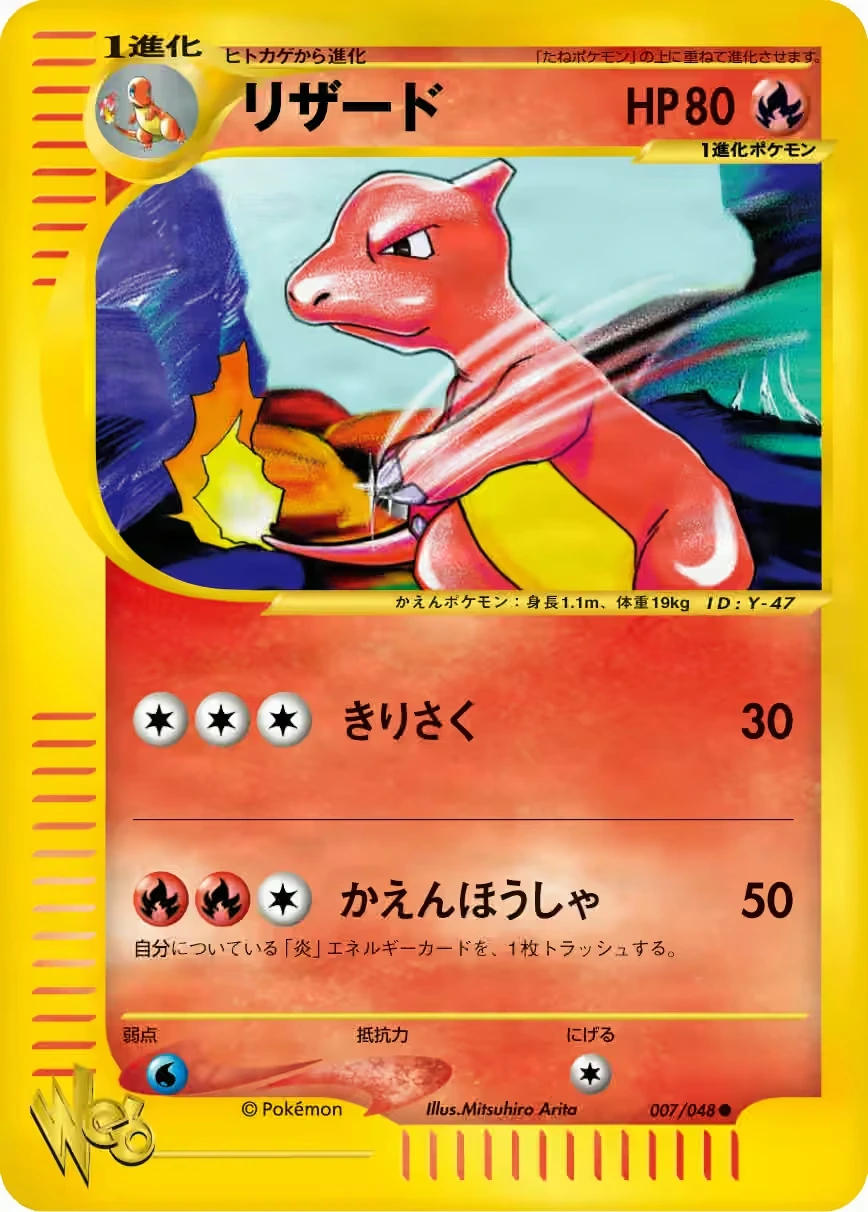 1進化
ヒトカゲから進化
「たねポケモン」の上に重ねて進化させます。
リザード
HP80
1進化ポケモン
かえんポケモン：身長1.1m、体重19kg ID:Y-47
きりさく 30
かえんほうしゃ 50
自分についている「炎」エネルギーカードを、1枚トラッシュする。
弱点 抵抗力 にげる
Web
© Pokémon Illus.Mitsuhiro Arita 007/048●